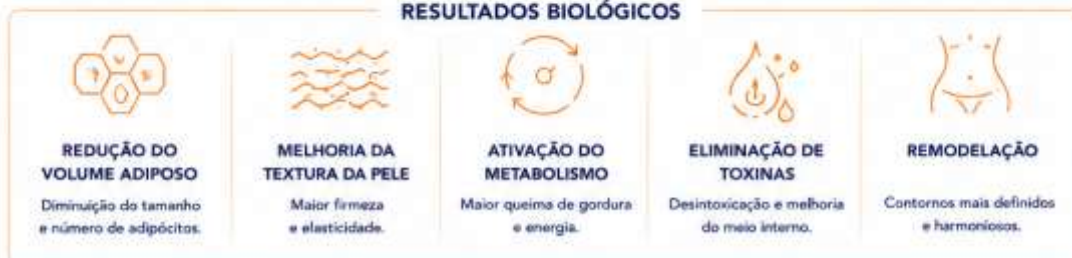 RESULTADOS BIOLÓGICOS
REDUÇÃO DO
VOLUME ADIPOSO
Diminuição do tamanho
e número de adipócitos.
MELHORIA DA
TEXTURA DA PELE
Maior firmeza
e elasticidade.
ATIVAÇÃO DO
METABOLISMO
Maior queima de gordura
e energia.
ELIMINAÇÃO DE
TOXINAS
Desintoxicação e melhoria
do meio interno.
REMODELAÇÃO
Contornos mais definidos
e harmoniosos.